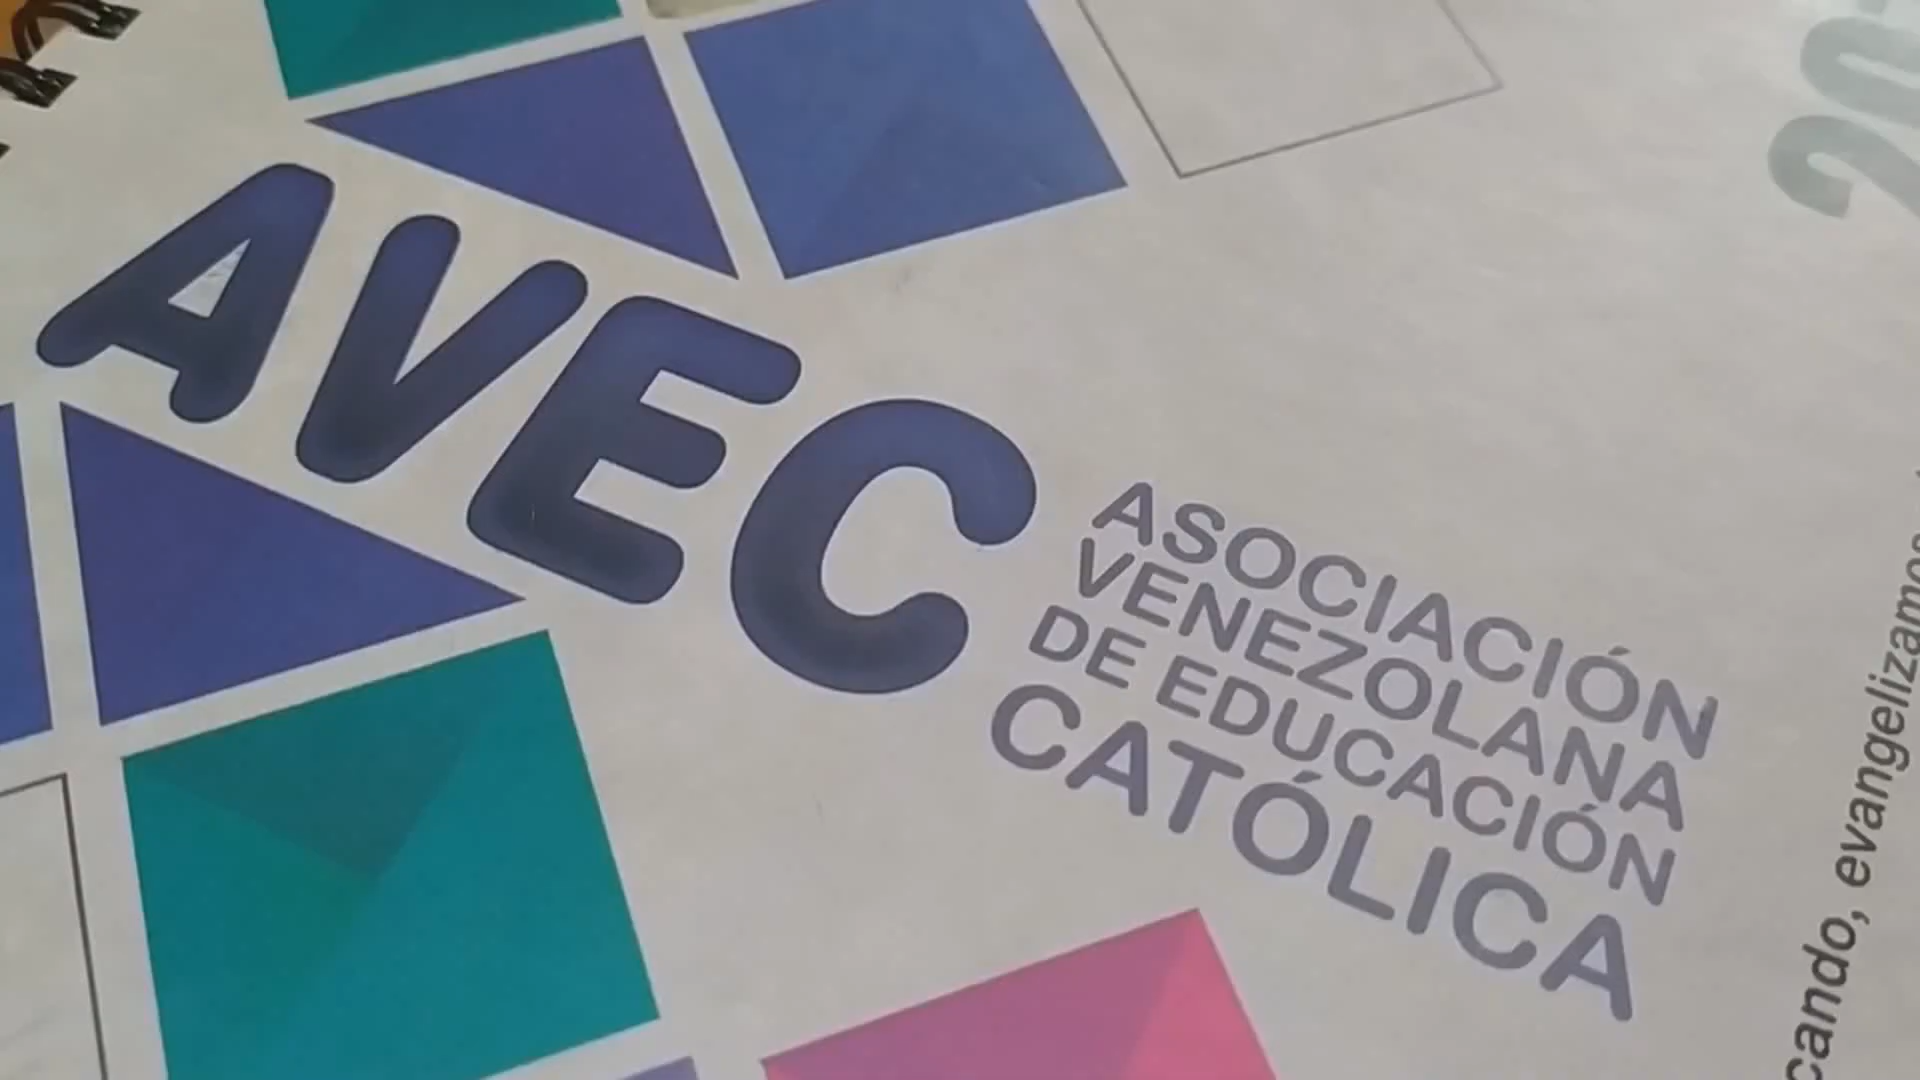 AVEC
ASOCIACIÓN
VENEZOLANA
DE EDUCACIÓN
CATÓLICA
evangelizamos